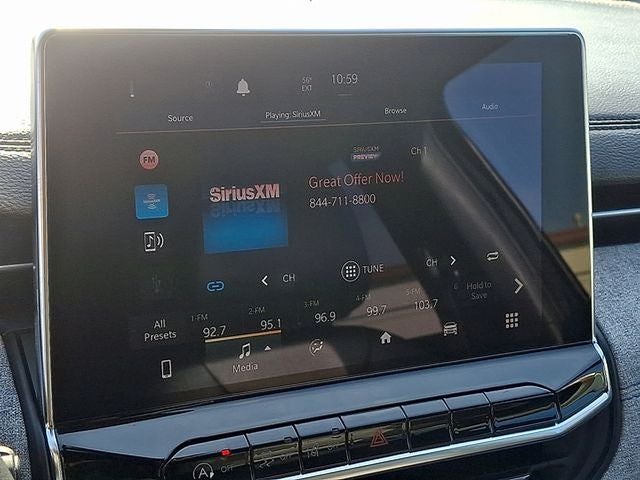 56° EXT 10:59
Source Playing: SiriusXM Browse Audio
FM
SIRIUSXM PREVIEW Ch 1
SiriusXM
Great Offer Now!
844-711-8800
CH TUNE CH
All Presets
1-FM 92.7
2-FM 95.1
3-FM 96.9
4-FM 99.7
5-FM 103.7
6 Hold to Save
Media
A OFF
OFF
OFF